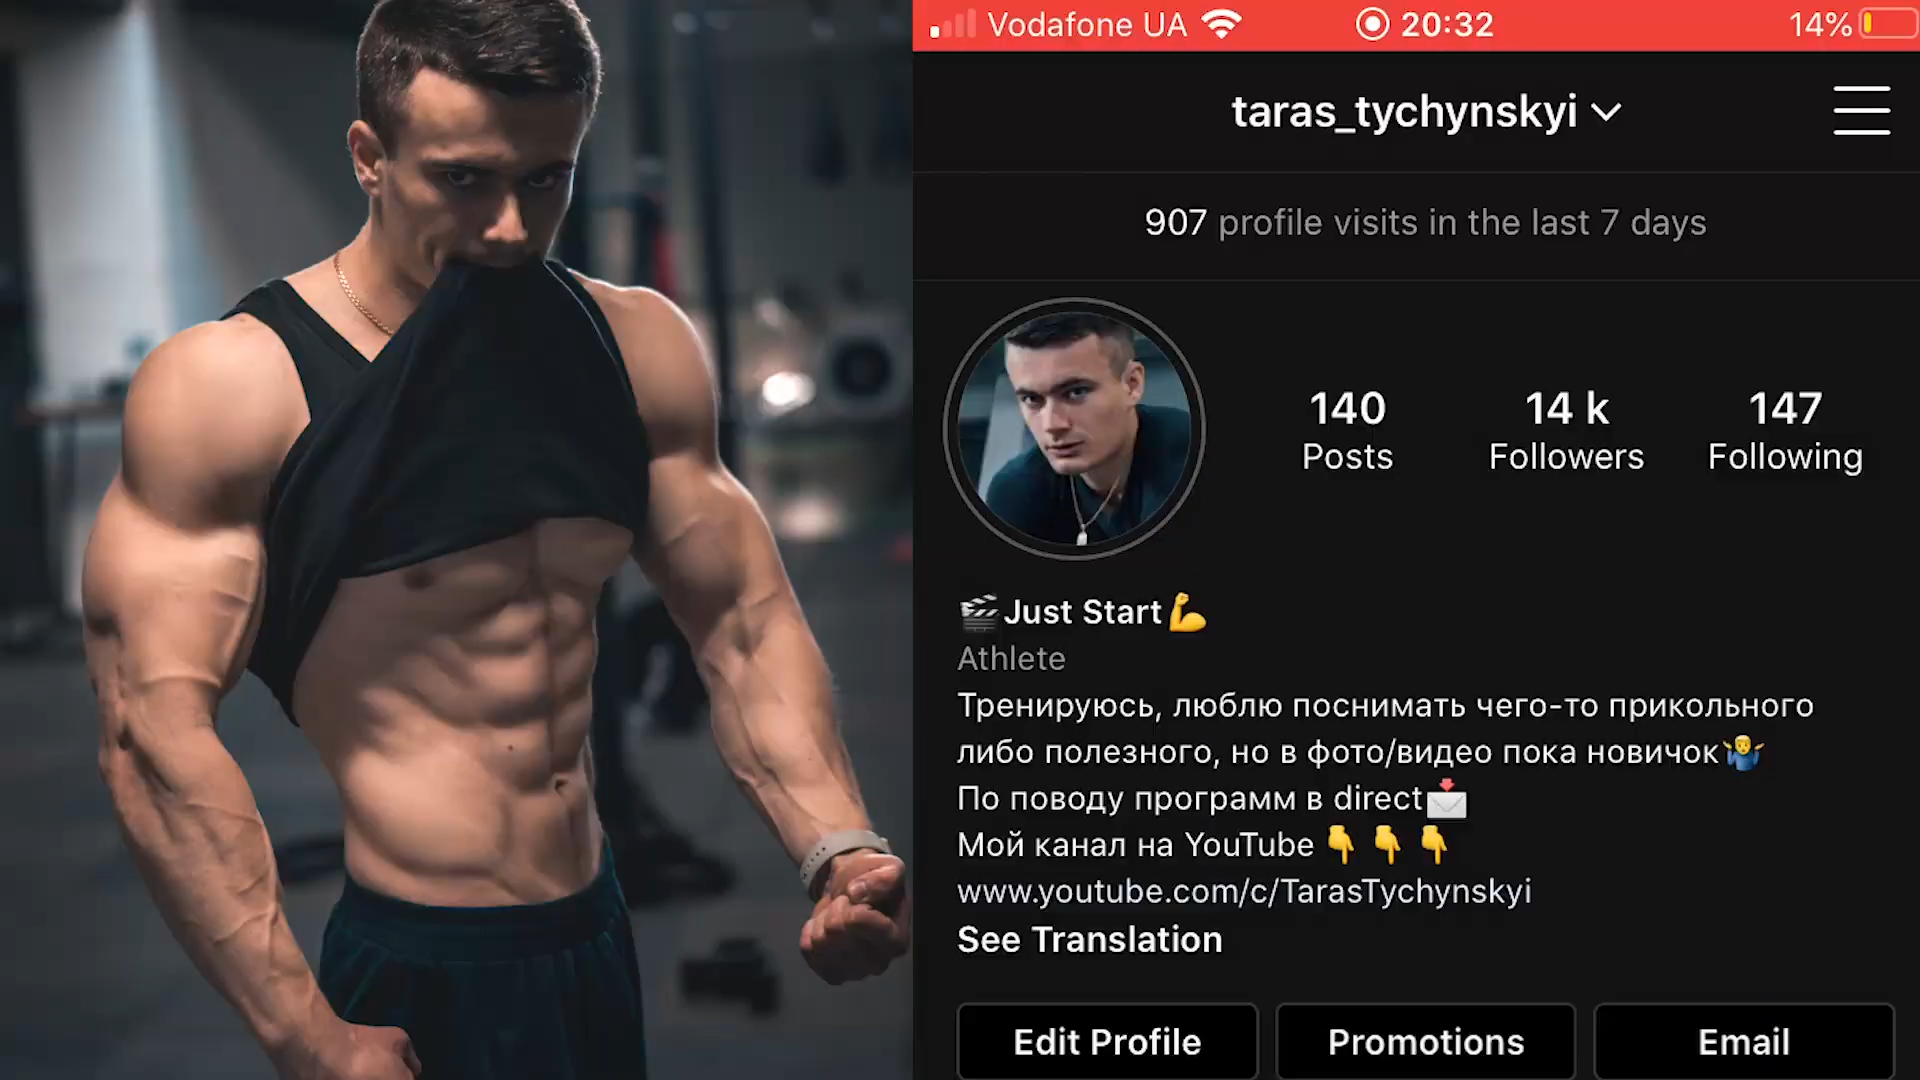 Vodafone UA 20:32 14%
taras_tychynskyi
907 profile visits in the last 7 days
140 14 k 147
Posts Followers Following
🎬Just Start💪
Athlete
Тренируюсь, люблю поснимать чего-то прикольного
либо полезного, но в фото/видео пока новичок🤷‍♂️
По поводу программ в direct📩
Мой канал на YouTube 👇 👇 👇
www.youtube.com/c/TarasTychynskyi
See Translation
Edit Profile Promotions Email